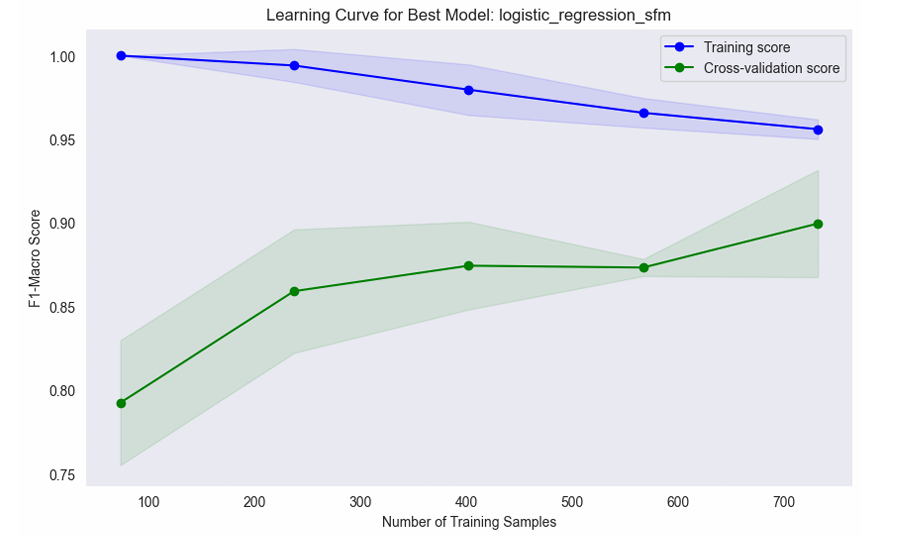 Learning Curve for Best Model: logistic_regression_sfm
Training score
Cross-validation score
1.00
0.95
0.90
0.85
0.80
0.75
F1-Macro Score
100 200 300 400 500 600 700
Number of Training Samples